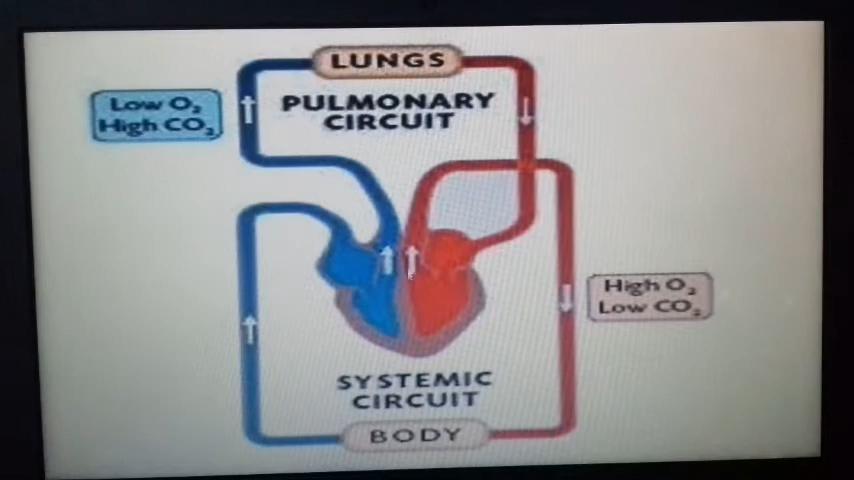 LUNGS
Low O₂
High CO₂
PULMONARY
CIRCUIT
High O₂
Low CO₂
SYSTEMIC
CIRCUIT
BODY